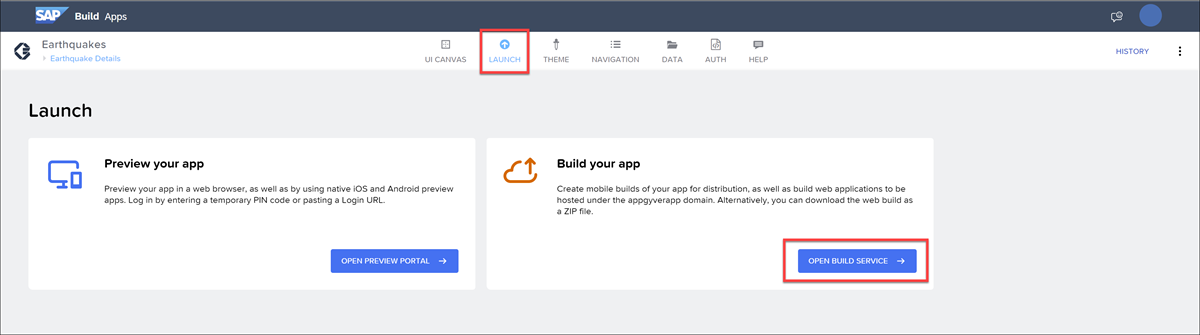 SAP Build Apps
Earthquakes
> Earthquake Details
UI CANVAS
LAUNCH
THEME
NAVIGATION
DATA
AUTH
HELP
HISTORY
Launch
Preview your app
Preview your app in a web browser, as well as by using native iOS and Android preview
apps. Log in by entering a temporary PIN code or pasting a Login URL.
OPEN PREVIEW PORTAL
Build your app
Create mobile builds of your app for distribution, as well as build web applications to be
hosted under the appgyverapp domain. Alternatively, you can download the web build as
a ZIP file.
OPEN BUILD SERVICE